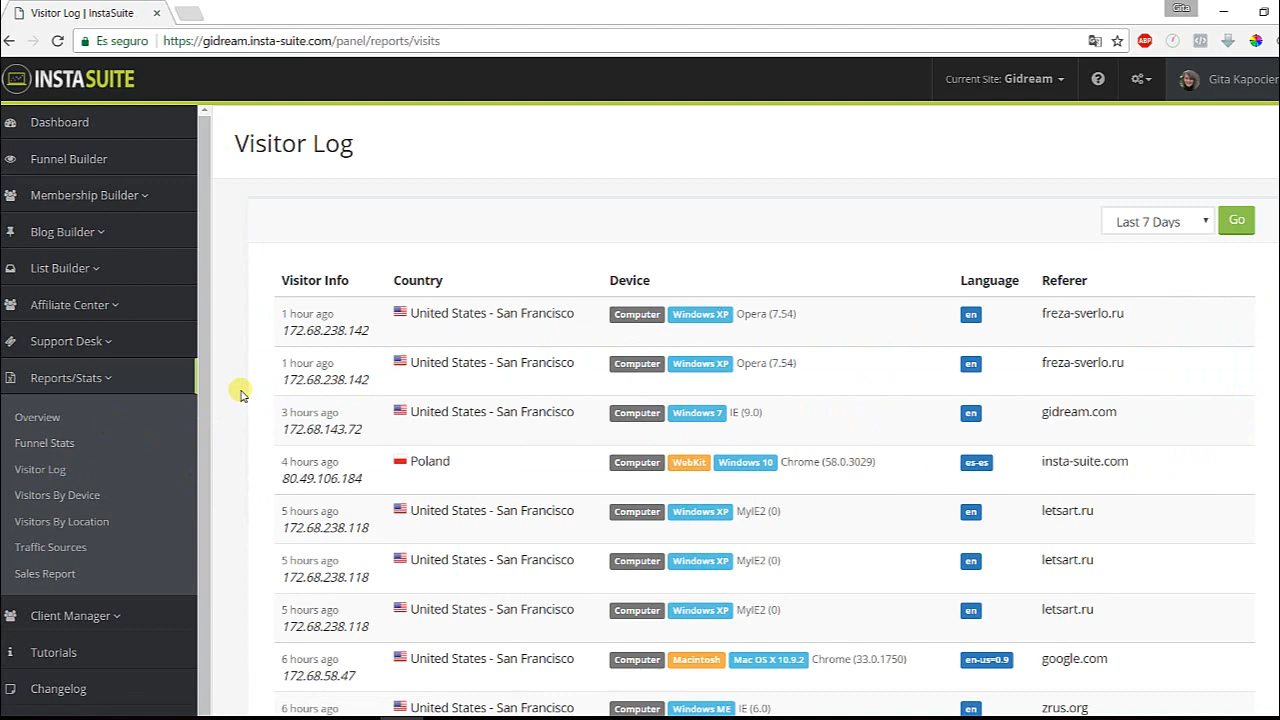 Visitor Log | InstaSuite
Gita
Es seguro | https://gidream.insta-suite.com/panel/reports/visits
ABP
INSTASUITE
Current Site: Gidream
Gita Kapocier
Dashboard
Funnel Builder
Membership Builder
Blog Builder
List Builder
Affiliate Center
Support Desk
Reports/Stats
Overview
Funnel Stats
Visitor Log
Visitors By Device
Visitors By Location
Traffic Sources
Sales Report
Client Manager
Tutorials
Changelog
Visitor Log
Last 7 Days Go
Visitor Info Country Device Language Referer
1 hour ago United States - San Francisco Computer Windows XP Opera (7.54) en freza-sverlo.ru
172.68.238.142
1 hour ago United States - San Francisco Computer Windows XP Opera (7.54) en freza-sverlo.ru
172.68.238.142
3 hours ago United States - San Francisco Computer Windows 7 IE (9.0) en gidream.com
172.68.143.72
4 hours ago Poland Computer WebKit Windows 10 Chrome (58.0.3029) es-es insta-suite.com
80.49.106.184
5 hours ago United States - San Francisco Computer Windows XP MyIE2 (0) en letsart.ru
172.68.238.118
5 hours ago United States - San Francisco Computer Windows XP MyIE2 (0) en letsart.ru
172.68.238.118
5 hours ago United States - San Francisco Computer Windows XP MyIE2 (0) en letsart.ru
172.68.238.118
6 hours ago United States - San Francisco Computer Macintosh Mac OS X 10.9.2 Chrome (33.0.1750) en-us=0.9 google.com
172.68.58.47
6 hours ago United States - San Francisco Computer Windows ME IE (6.0) en zrus.org